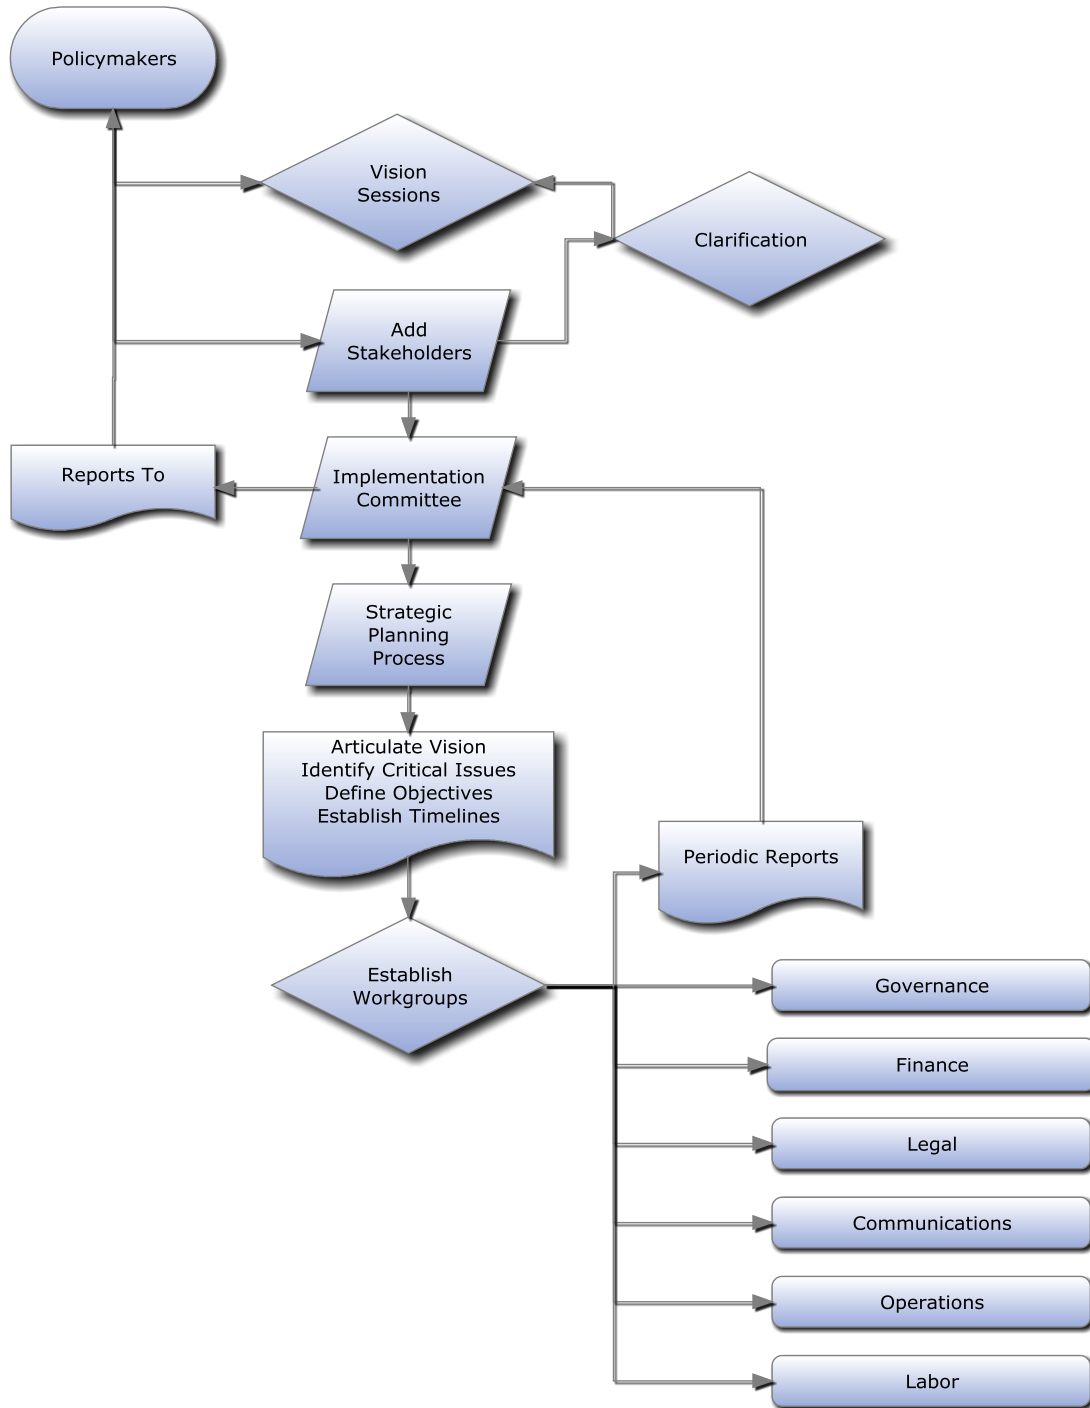 Policymakers
Vision
Sessions
Clarification
Add
Stakeholders
Reports To
Implementation
Committee
Strategic
Planning
Process
Articulate Vision
Identify Critical Issues
Define Objectives
Establish Timelines
Periodic Reports
Establish
Workgroups
Governance
Finance
Legal
Communications
Operations
Labor